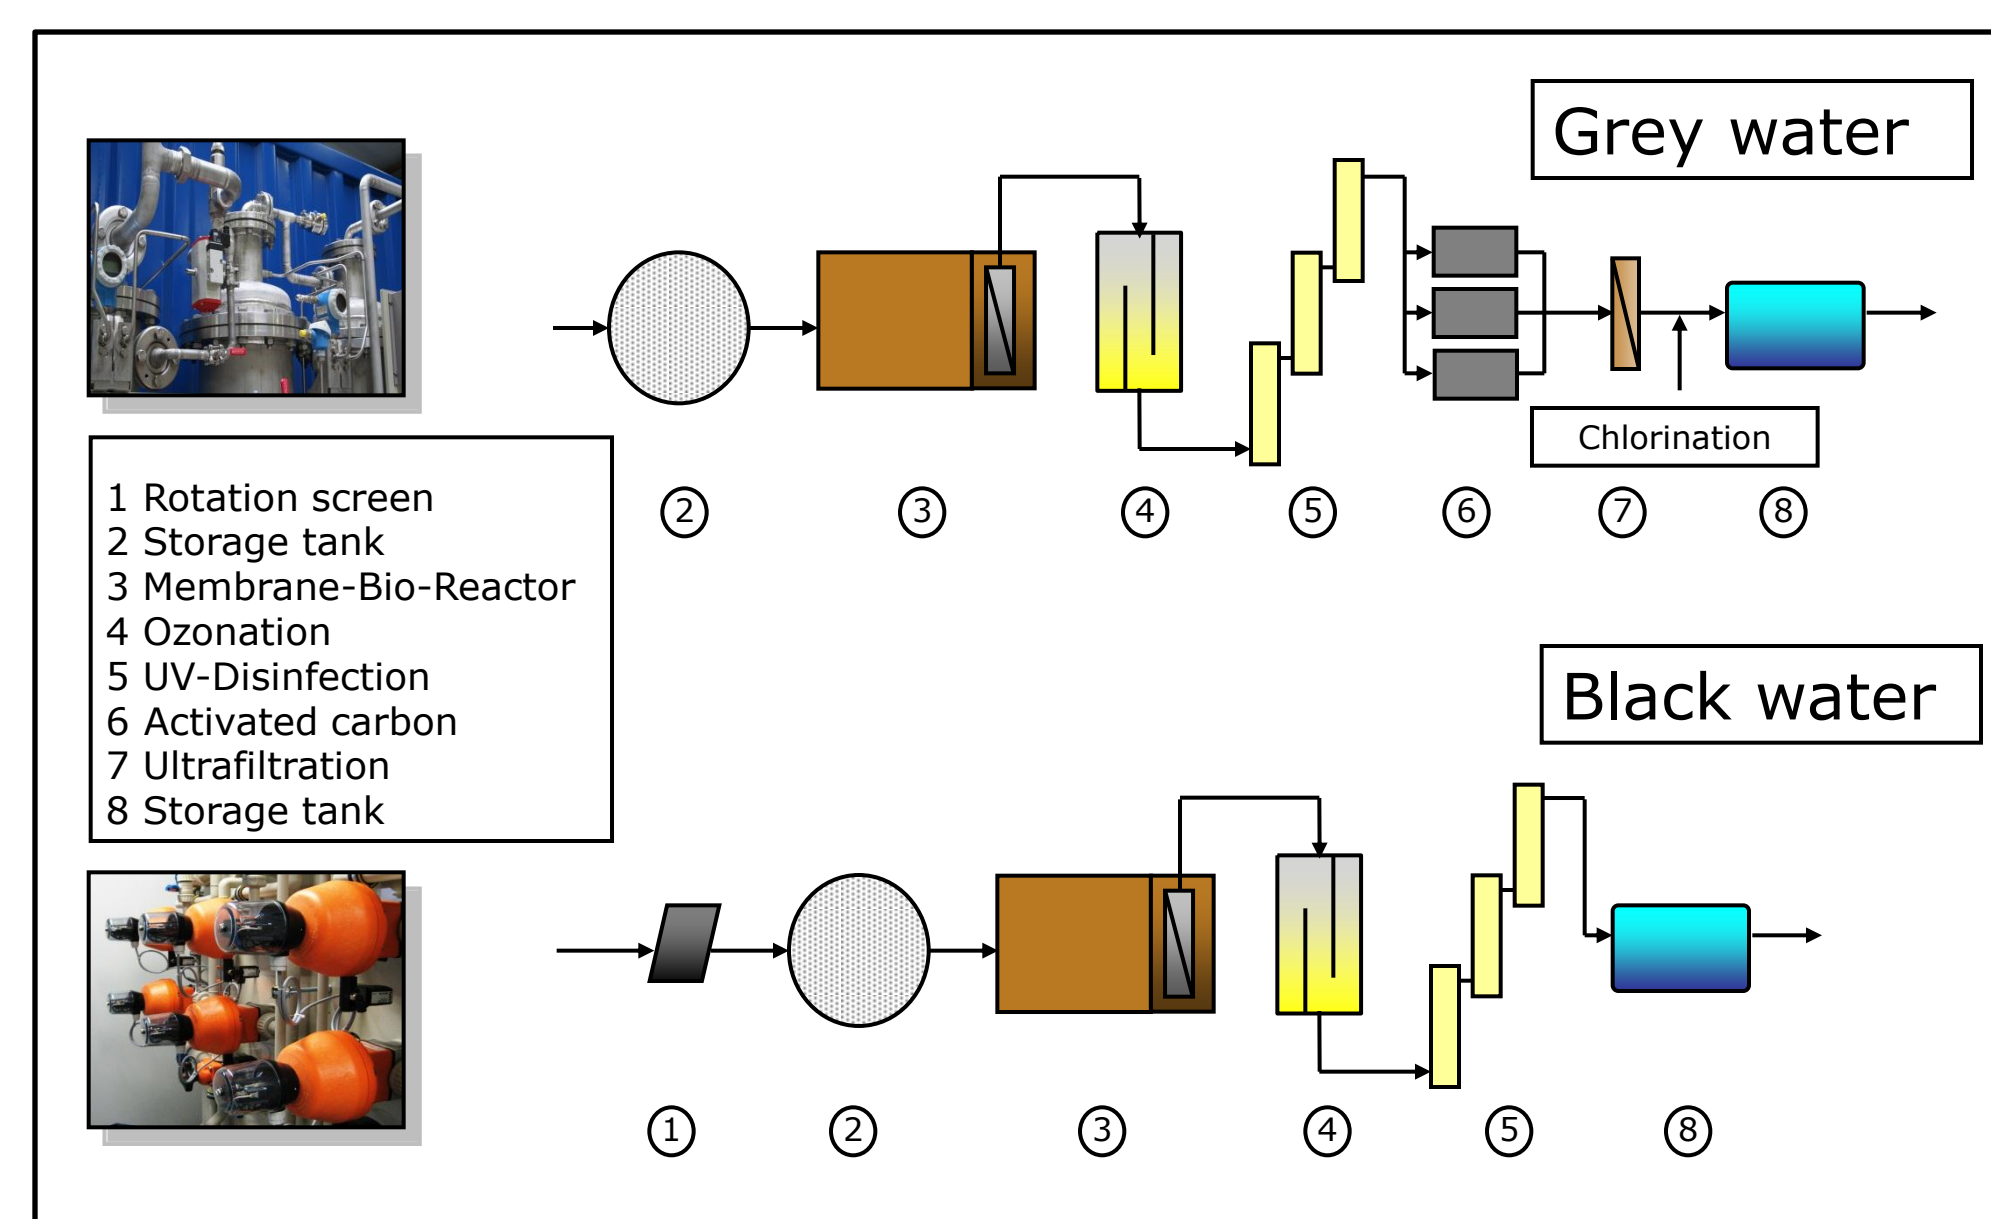 Grey water
Chlorination
2 3 4 5 6 7 8
1 Rotation screen
2 Storage tank
3 Membrane-Bio-Reactor
4 Ozonation
5 UV-Disinfection
6 Activated carbon
7 Ultrafiltration
8 Storage tank
Black water
1 2 3 4 5 8